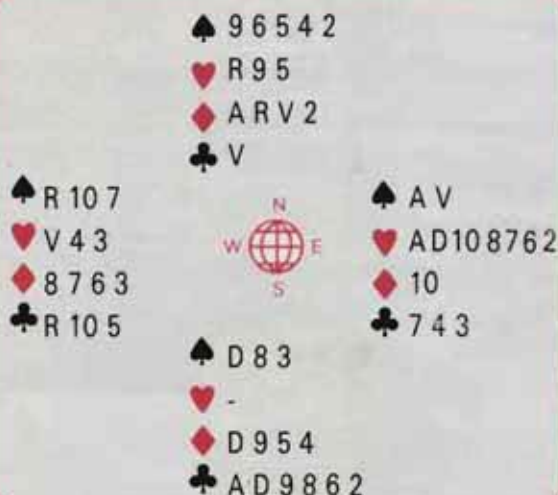 ♠ 9 6 5 4 2
♥ R 9 5
♦ A R V 2
♣ V
♠ R 10 7
♥ V 4 3
♦ 8 7 6 3
♣ R 10 5
N
W E
S
♠ A V
♥ A D 10 8 7 6 2
♦ 10
♣ 7 4 3
♠ D 8 3
♥ -
♦ D 9 5 4
♣ A D 9 8 6 2